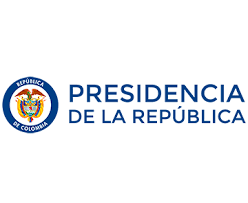 REPÚBLICA
DE COLOMBIA
PRESIDENCIA
DE LA REPÚBLICA